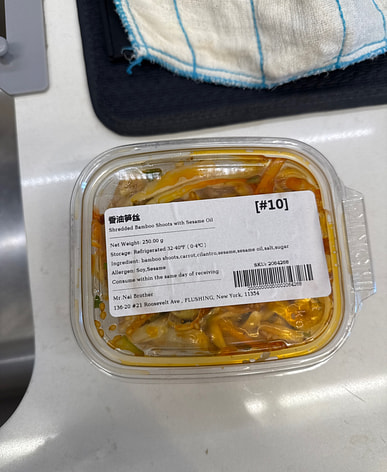 香油笋丝
[#10]
Shredded Bamboo Shoots with Sesame Oil
Net Weight: 250.00 g
Storage: Refrigerated 32-40°F ( 0-4℃ )
Ingredient: bamboo shoots,carrot,cilantro,sesame,sesame oil,salt,sugar
Allergen: Soy,Sesame
SKU: 2064268
Consume within the same day of receiving
Mr.Nai Brother
136-20 #21 Roosevelt Ave , FLUSHING, New York, 11354